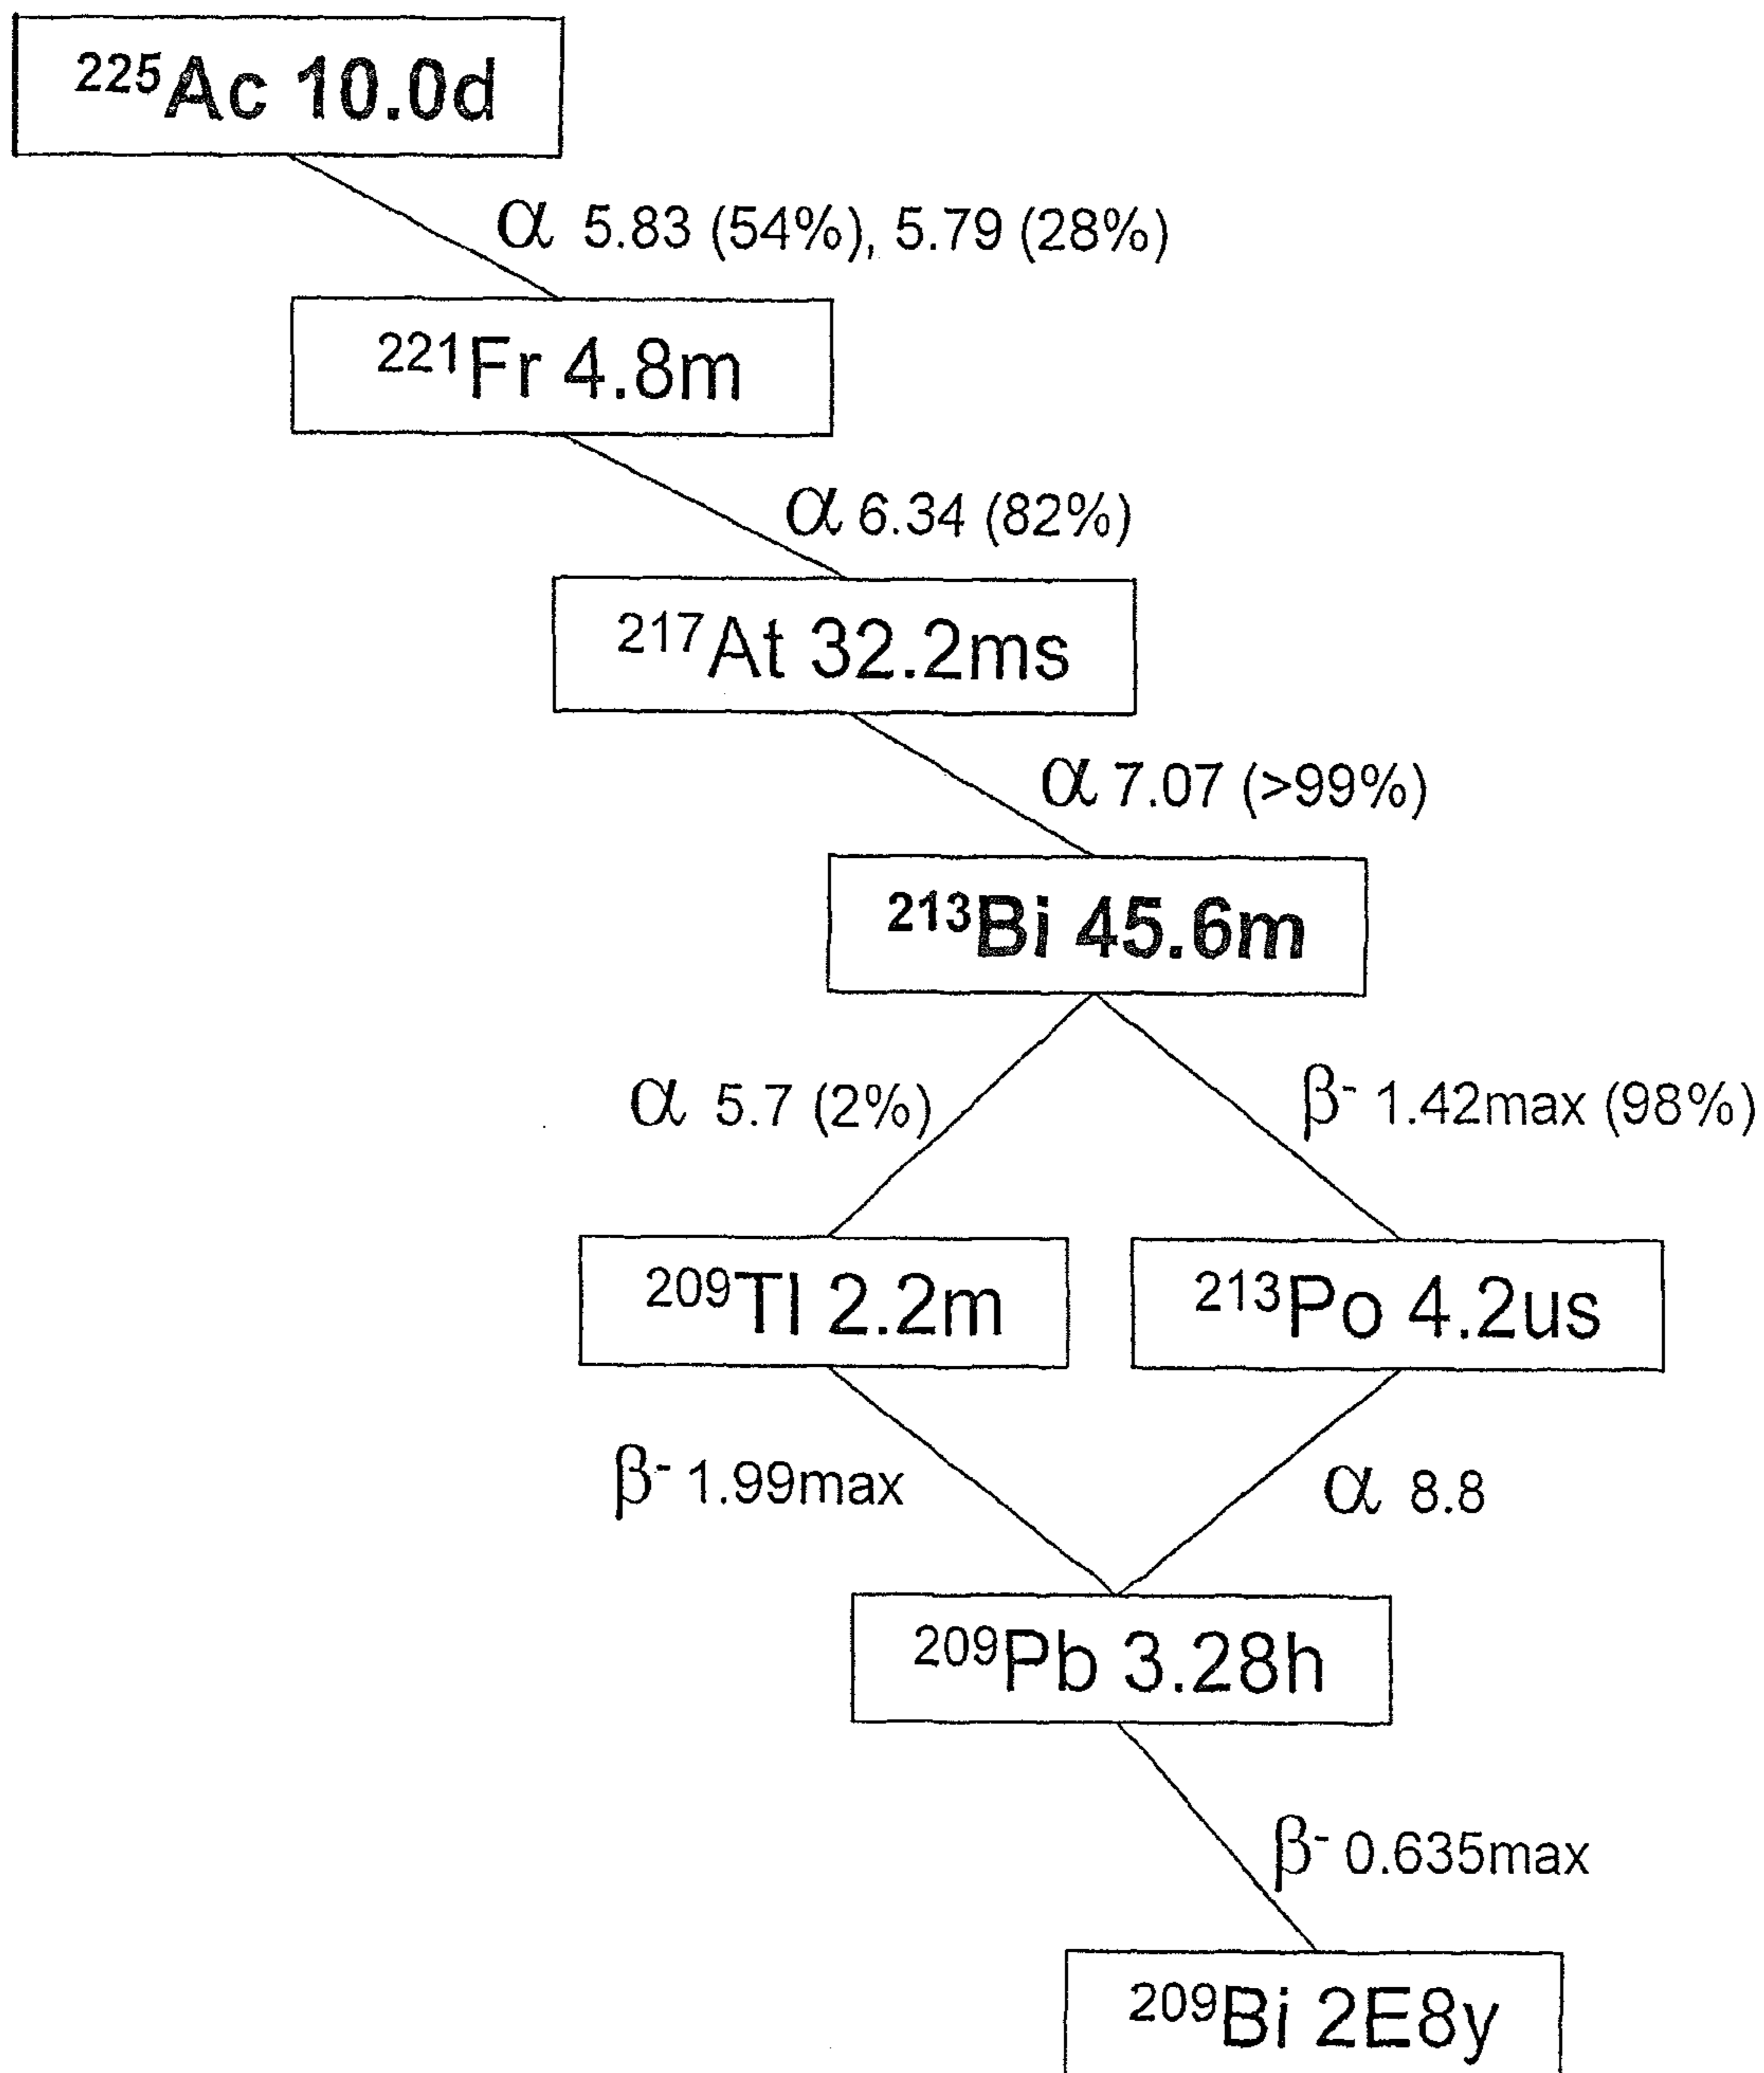 ²²⁵Ac 10.0d
α 5.83 (54%), 5.79 (28%)
²²¹Fr 4.8m
α 6.34 (82%)
²¹⁷At 32.2ms
α 7.07 (>99%)
²¹³Bi 45.6m
α 5.7 (2%)
β⁻ 1.42max (98%)
²⁰⁹Tl 2.2m
²¹³Po 4.2us
β⁻ 1.99max
α 8.8
²⁰⁹Pb 3.28h
β⁻ 0.635max
²⁰⁹Bi 2E8y